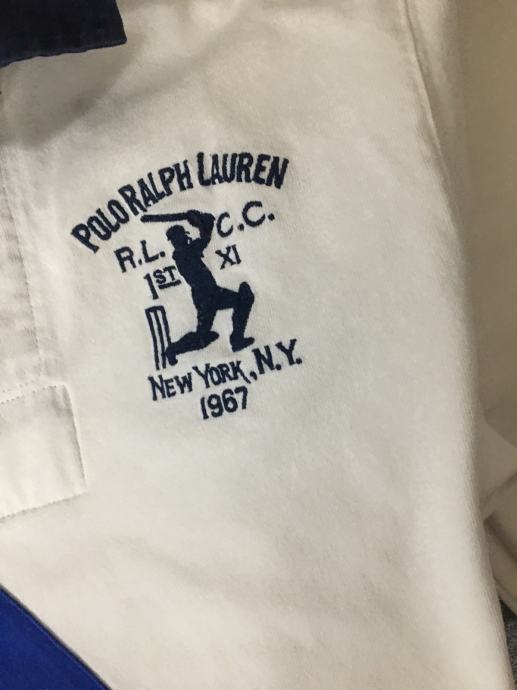 POLO RALPH LAUREN
R.L. C.C.
1ST XI
NEW YORK, N.Y.
1967